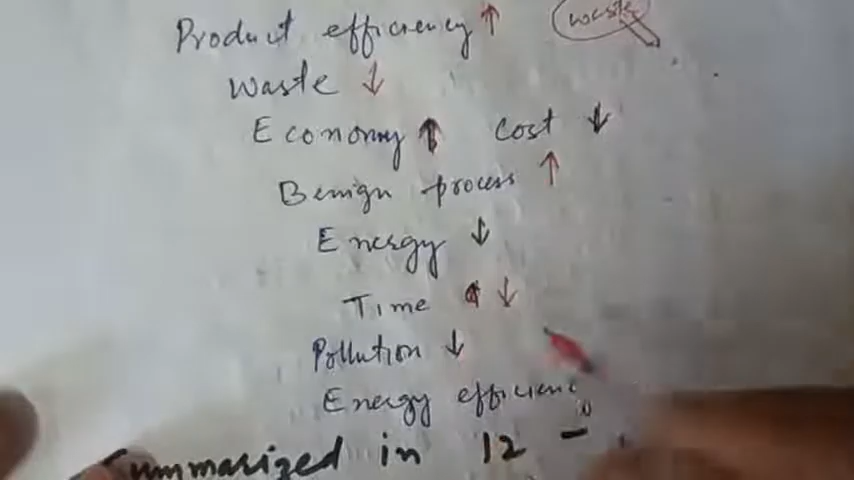 Product efficiency ↑ waste
Waste ↓
Economy ↑ Cost ↓
Benign process ↑
Energy ↓
Time ↓
Pollution ↓
Energy
Summarized in 12 -